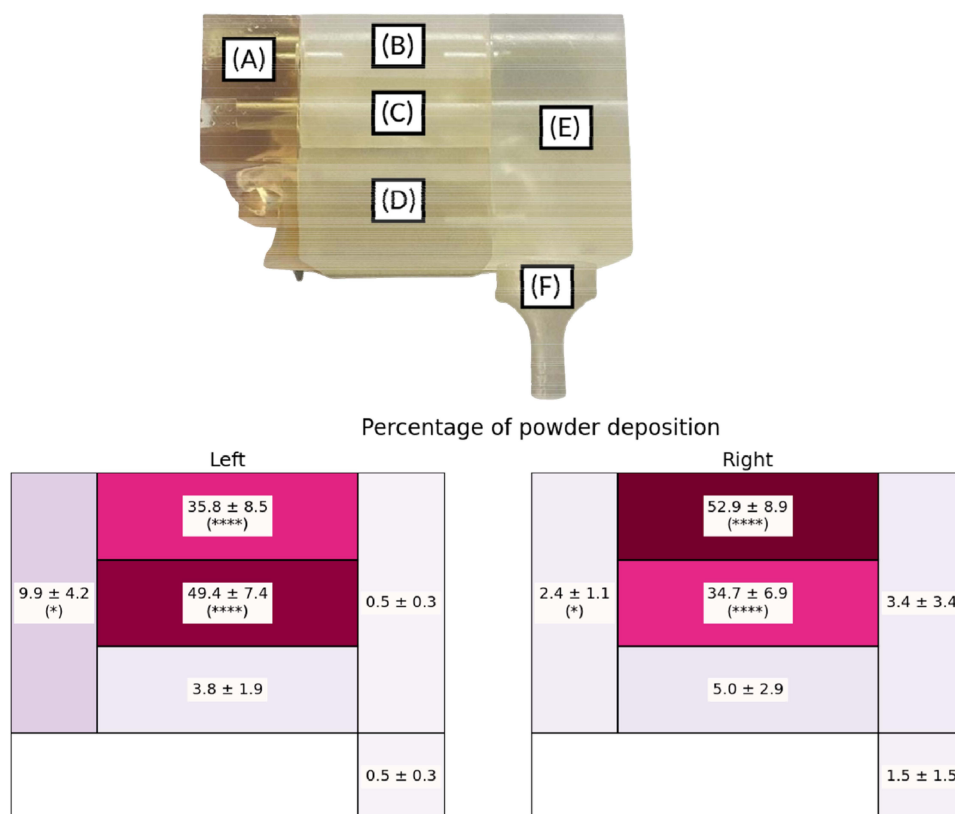 (A)
(B)
(C)
(D)
(E)
(F)
Percentage of powder deposition
Left
35.8 ± 8.5
(****)
9.9 ± 4.2
(*)
49.4 ± 7.4
(****)
0.5 ± 0.3
3.8 ± 1.9
0.5 ± 0.3
Right
52.9 ± 8.9
(****)
2.4 ± 1.1
(*)
34.7 ± 6.9
(****)
3.4 ± 3.4
5.0 ± 2.9
1.5 ± 1.5